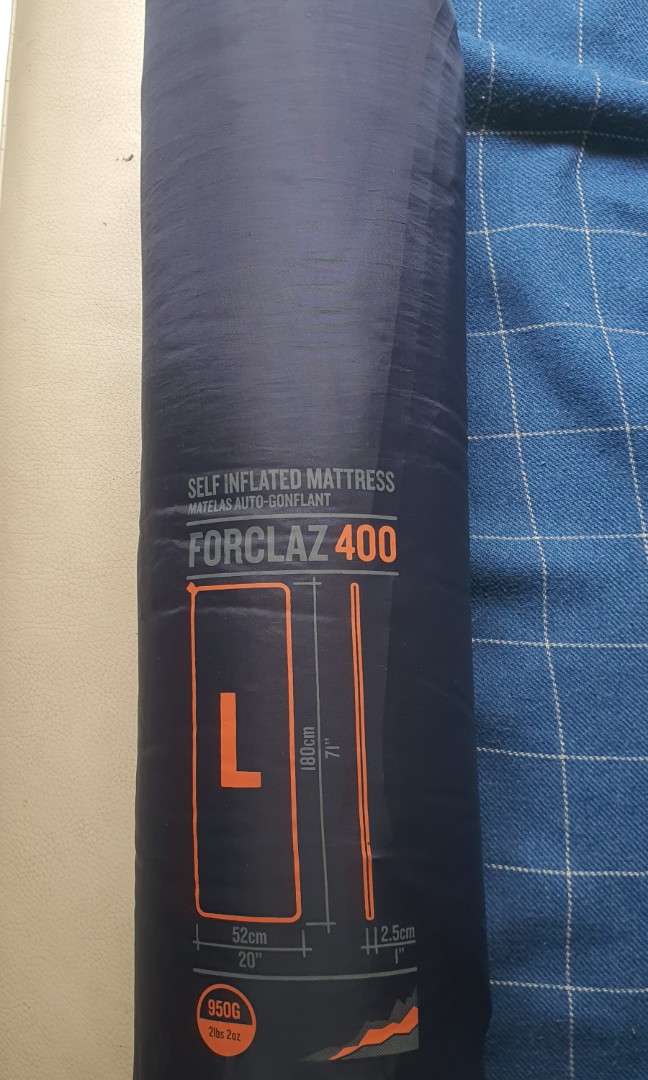 SELF INFLATED MATTRESS
MATELAS AUTO-GONFLANT
FORCLAZ 400
L
180cm
71"
52cm
20"
2.5cm
1"
950G
2lbs 2oz